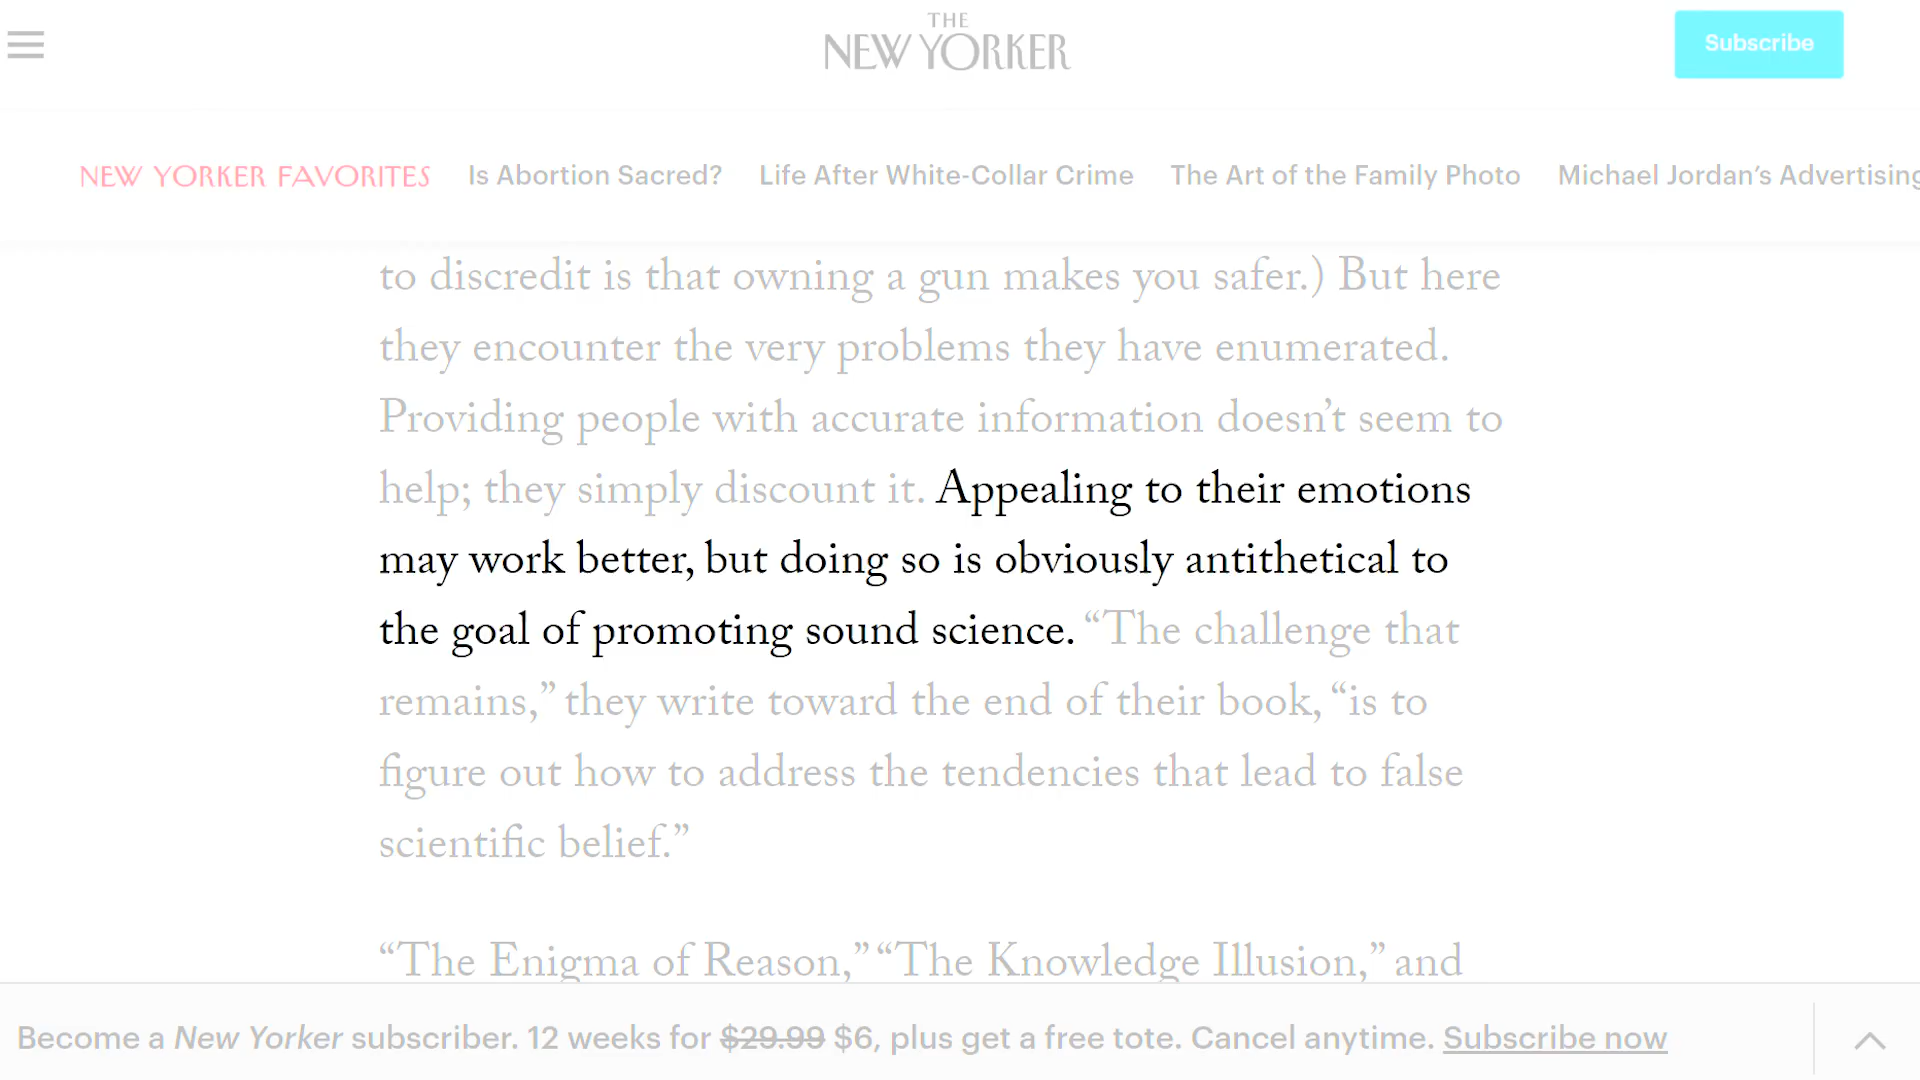 THE
NEW YORKER
Subscribe
NEW YORKER FAVORITES Is Abortion Sacred? Life After White-Collar Crime The Art of the Family Photo Michael Jordan’s Advertising
to discredit is that owning a gun makes you safer.) But here
they encounter the very problems they have enumerated.
Providing people with accurate information doesn’t seem to
help; they simply discount it. Appealing to their emotions
may work better, but doing so is obviously antithetical to
the goal of promoting sound science. “The challenge that
remains,” they write toward the end of their book, “is to
figure out how to address the tendencies that lead to false
scientific belief.”
“The Enigma of Reason,” “The Knowledge Illusion,” and
Become a New Yorker subscriber. 12 weeks for $29.99 $6, plus get a free tote. Cancel anytime. Subscribe now